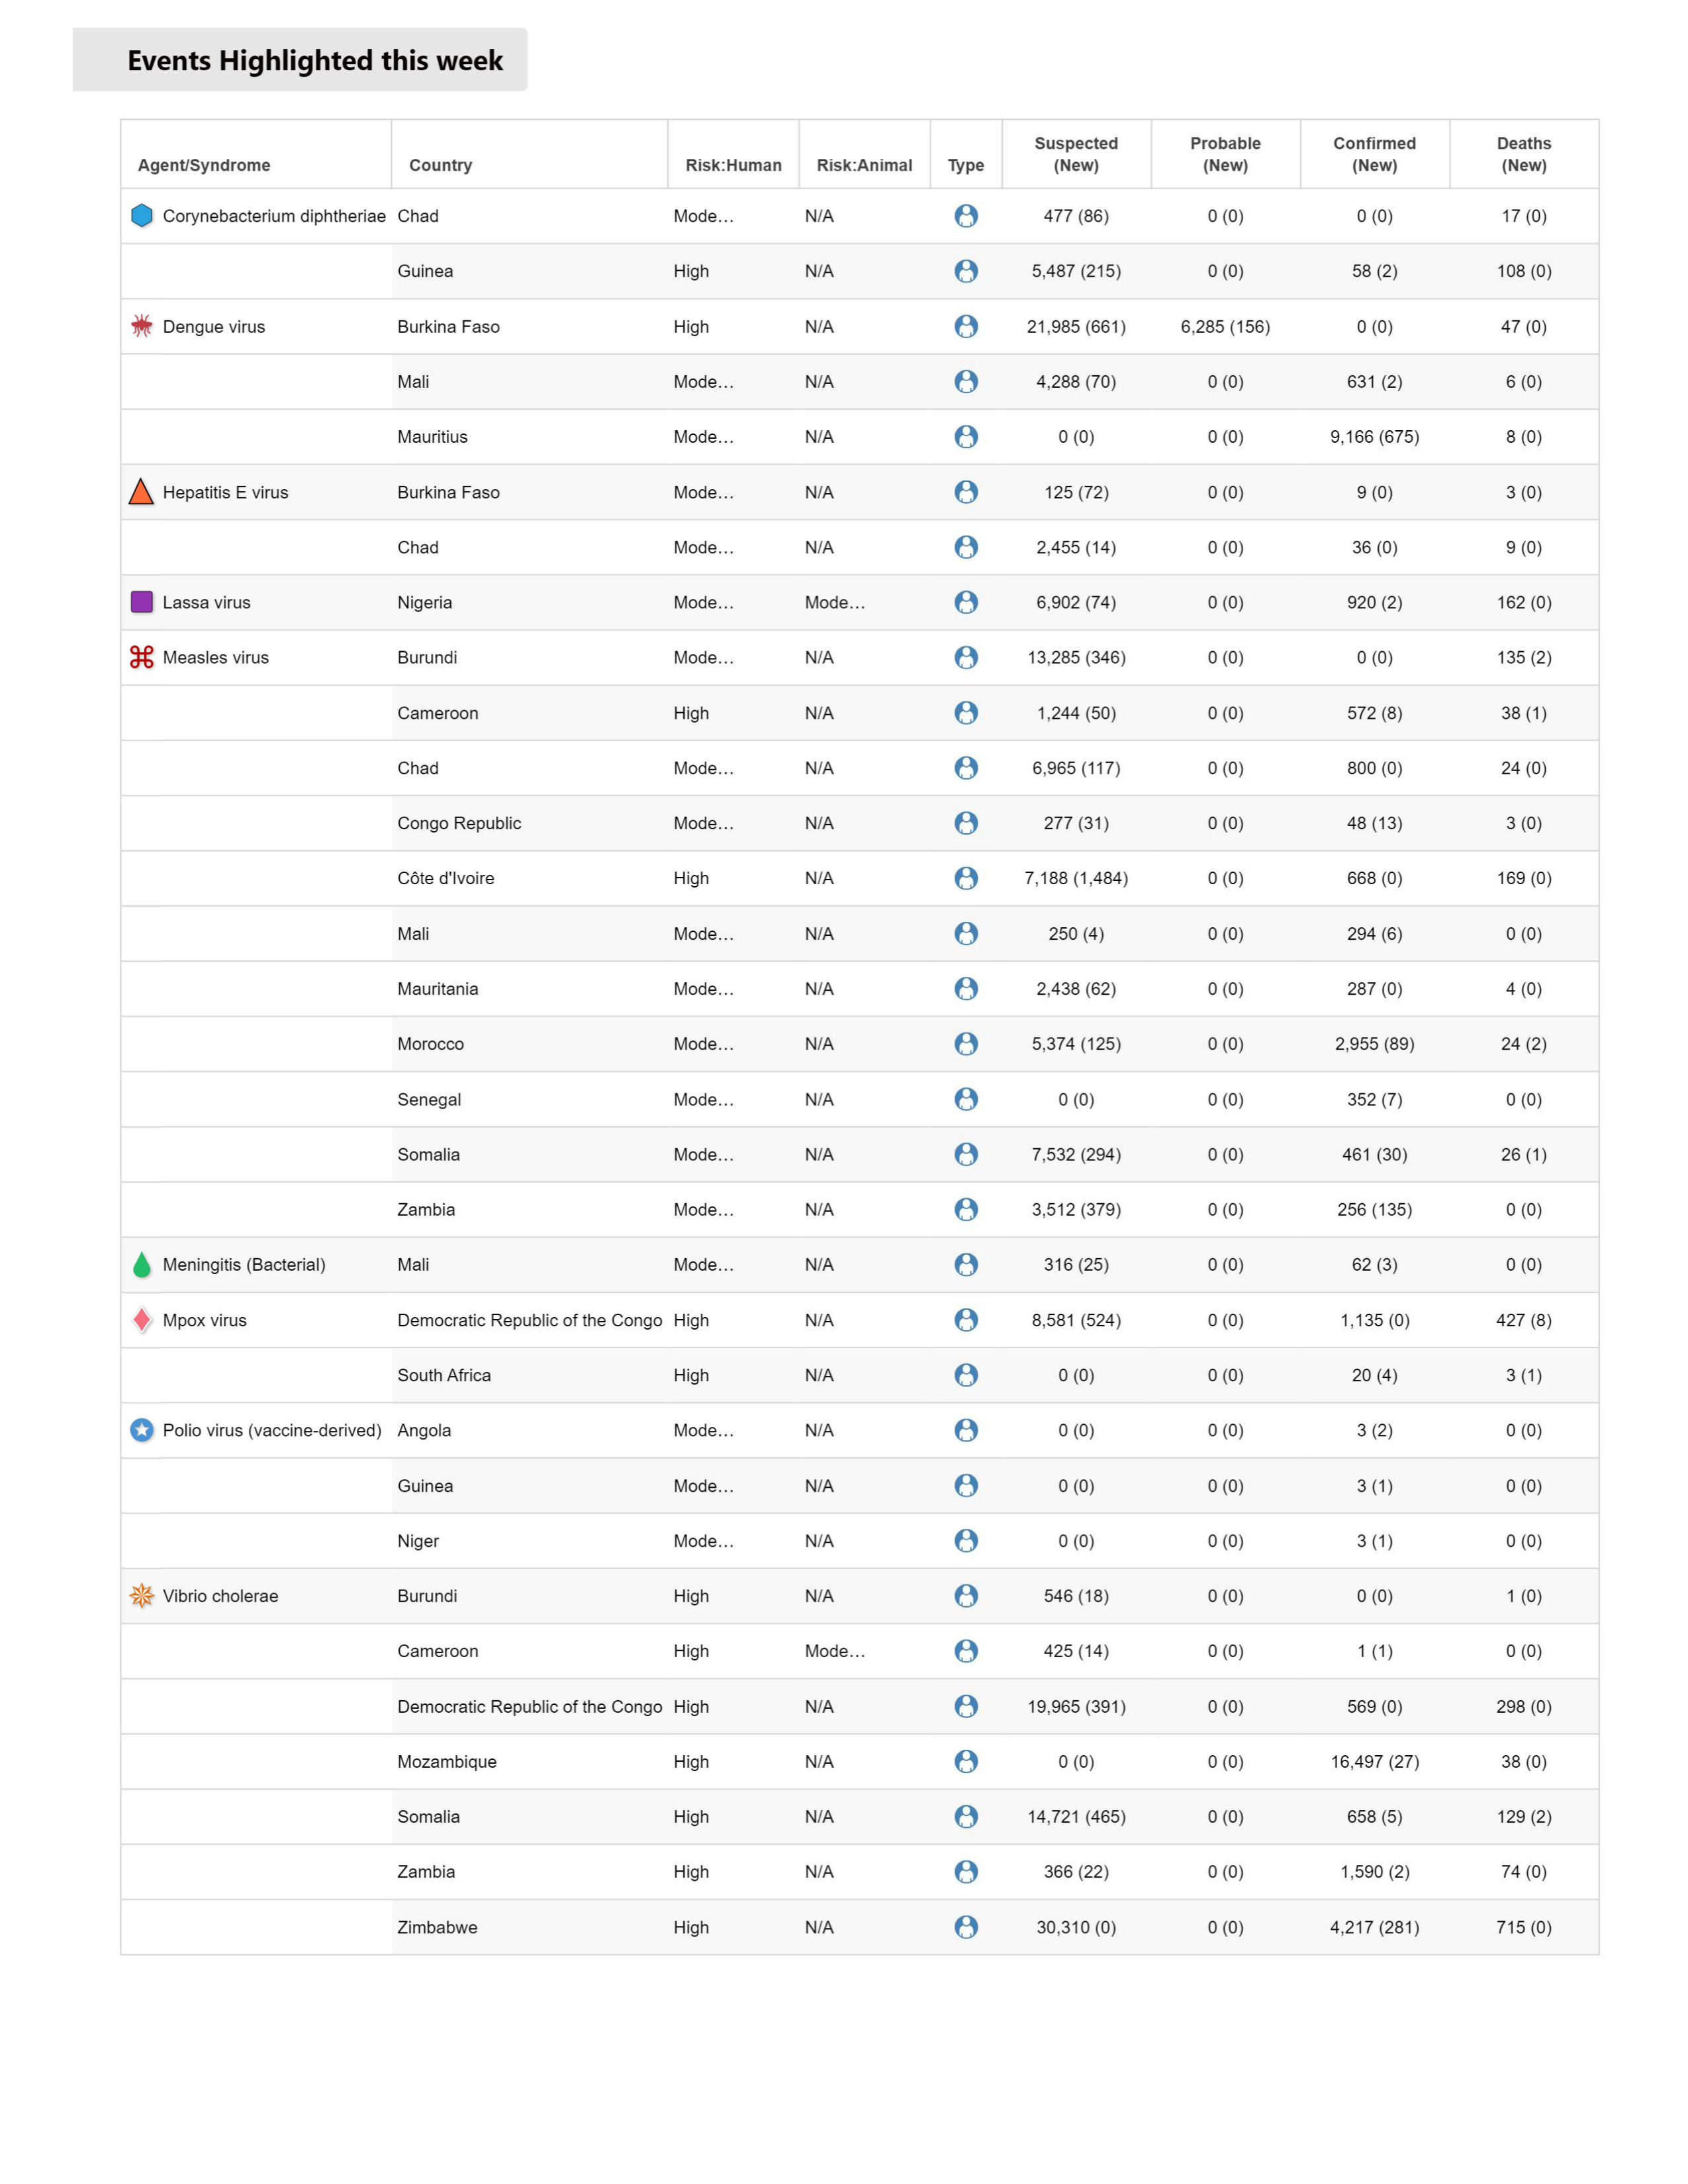 Events Highlighted this week
Agent/Syndrome Country Risk:Human Risk:Animal Type Suspected (New) Probable (New) Confirmed (New) Deaths (New)
Corynebacterium diphtheriae Chad Mode... N/A 477 (86) 0 (0) 0 (0) 17 (0)
Guinea High N/A 5,487 (215) 0 (0) 58 (2) 108 (0)
Dengue virus Burkina Faso High N/A 21,985 (661) 6,285 (156) 0 (0) 47 (0)
Mali Mode... N/A 4,288 (70) 0 (0) 631 (2) 6 (0)
Mauritius Mode... N/A 0 (0) 0 (0) 9,166 (675) 8 (0)
Hepatitis E virus Burkina Faso Mode... N/A 125 (72) 0 (0) 9 (0) 3 (0)
Chad Mode... N/A 2,455 (14) 0 (0) 36 (0) 9 (0)
Lassa virus Nigeria Mode... Mode... 6,902 (74) 0 (0) 920 (2) 162 (0)
Measles virus Burundi Mode... N/A 13,285 (346) 0 (0) 0 (0) 135 (2)
Cameroon High N/A 1,244 (50) 0 (0) 572 (8) 38 (1)
Chad Mode... N/A 6,965 (117) 0 (0) 800 (0) 24 (0)
Congo Republic Mode... N/A 277 (31) 0 (0) 48 (13) 3 (0)
Côte d'Ivoire High N/A 7,188 (1,484) 0 (0) 668 (0) 169 (0)
Mali Mode... N/A 250 (4) 0 (0) 294 (6) 0 (0)
Mauritania Mode... N/A 2,438 (62) 0 (0) 287 (0) 4 (0)
Morocco Mode... N/A 5,374 (125) 0 (0) 2,955 (89) 24 (2)
Senegal Mode... N/A 0 (0) 0 (0) 352 (7) 0 (0)
Somalia Mode... N/A 7,532 (294) 0 (0) 461 (30) 26 (1)
Zambia Mode... N/A 3,512 (379) 0 (0) 256 (135) 0 (0)
Meningitis (Bacterial) Mali Mode... N/A 316 (25) 0 (0) 62 (3) 0 (0)
Mpox virus Democratic Republic of the Congo High N/A 8,581 (524) 0 (0) 1,135 (0) 427 (8)
South Africa High N/A 0 (0) 0 (0) 20 (4) 3 (1)
Polio virus (vaccine-derived) Angola Mode... N/A 0 (0) 0 (0) 3 (2) 0 (0)
Guinea Mode... N/A 0 (0) 0 (0) 3 (1) 0 (0)
Niger Mode... N/A 0 (0) 0 (0) 3 (1) 0 (0)
Vibrio cholerae Burundi High N/A 546 (18) 0 (0) 0 (0) 1 (0)
Cameroon High Mode... 425 (14) 0 (0) 1 (1) 0 (0)
Democratic Republic of the Congo High N/A 19,965 (391) 0 (0) 569 (0) 298 (0)
Mozambique High N/A 0 (0) 0 (0) 16,497 (27) 38 (0)
Somalia High N/A 14,721 (465) 0 (0) 658 (5) 129 (2)
Zambia High N/A 366 (22) 0 (0) 1,590 (2) 74 (0)
Zimbabwe High N/A 30,310 (0) 0 (0) 4,217 (281) 715 (0)